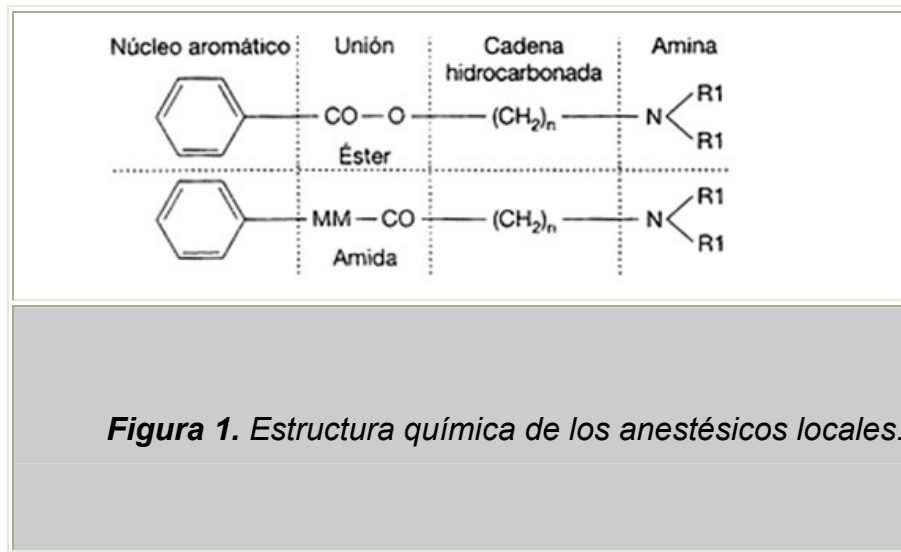 Núcleo aromático Unión Cadena hidrocarbonada Amina
CO—O (CH₂)ₙ N R1 R1
Éster
MM—CO (CH₂)ₙ N R1 R1
Amida
Figura 1. Estructura química de los anestésicos locales.